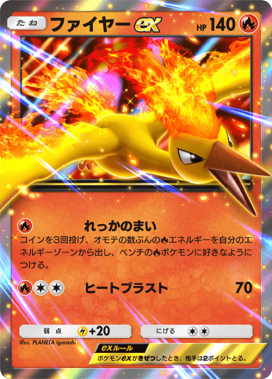 たね ファイヤーex HP 140
れっかのまい
コインを3回投げ、オモテの数ぶんの エネルギーを自分のエ
ネルギーゾーンから出し、ベンチの ポケモンに好きなように
つける。
ヒートブラスト 70
弱点 +20 にげる
Illus. PLANETA Igarashi
exルール
ポケモンexがきぜつしたとき、相手は2ポイントとる。